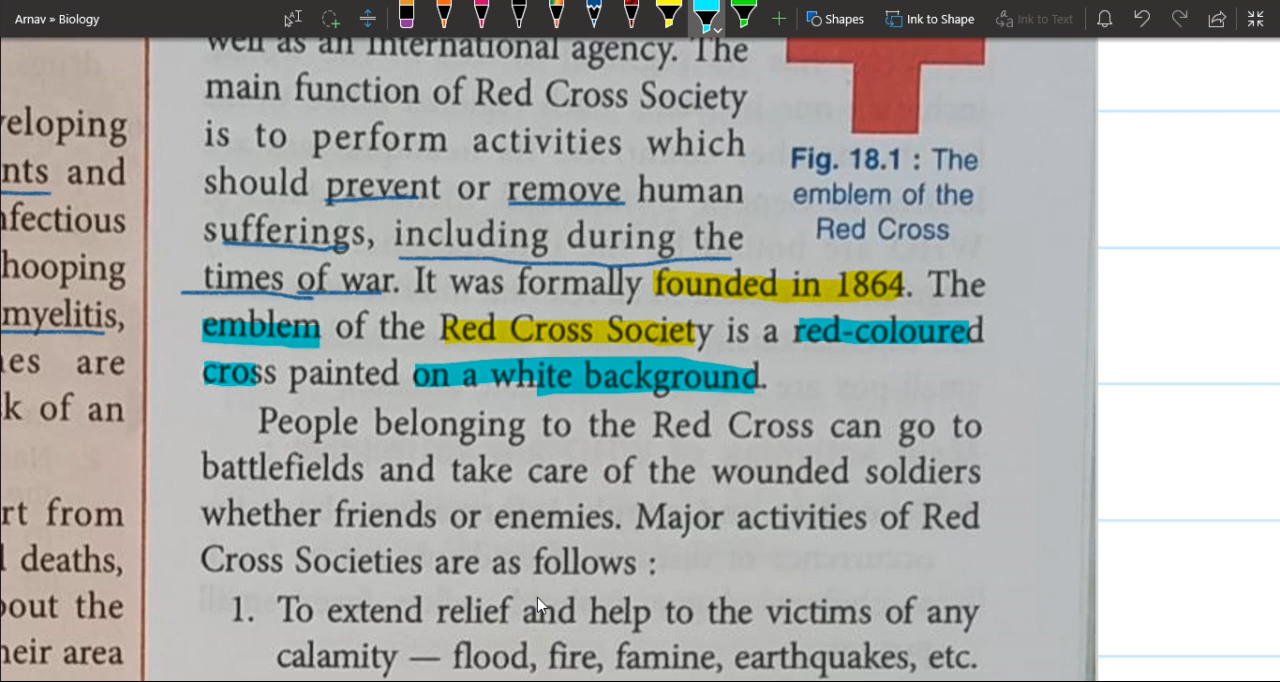 Arnav » Biology
Shapes
Ink to Shape
Ink to Text
well as an international agency. The
main function of Red Cross Society
is to perform activities which
should prevent or remove human
sufferings, including during the
times of war. It was formally founded in 1864. The
emblem of the Red Cross Society is a red-coloured
cross painted on a white background.
Fig. 18.1 : The
emblem of the
Red Cross
People belonging to the Red Cross can go to
battlefields and take care of the wounded soldiers
whether friends or enemies. Major activities of Red
Cross Societies are as follows :
1. To extend relief and help to the victims of any
calamity — flood, fire, famine, earthquakes, etc.
veloping
nts and
nfectious
hooping
myelitis,
nes are
k of an
rt from
deaths,
bout the
heir area